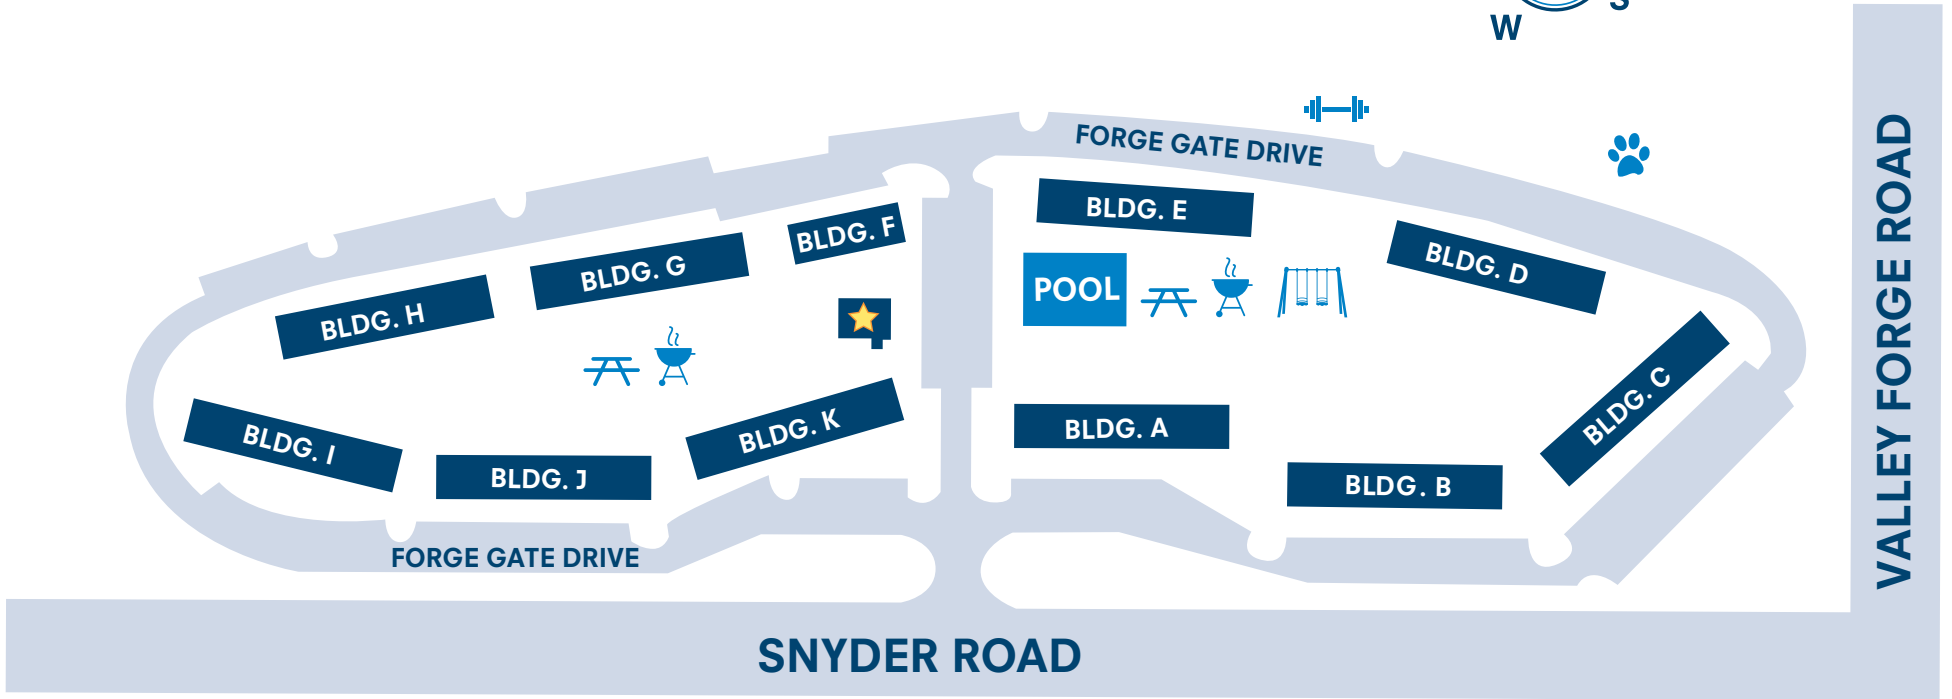 S
W
FORGE GATE DRIVE
BLDG. E
BLDG. F
BLDG. G
BLDG. D
BLDG. H
POOL
BLDG. C
BLDG. K
BLDG. A
BLDG. I
BLDG. J
BLDG. B
FORGE GATE DRIVE
VALLEY FORGE ROAD
SNYDER ROAD